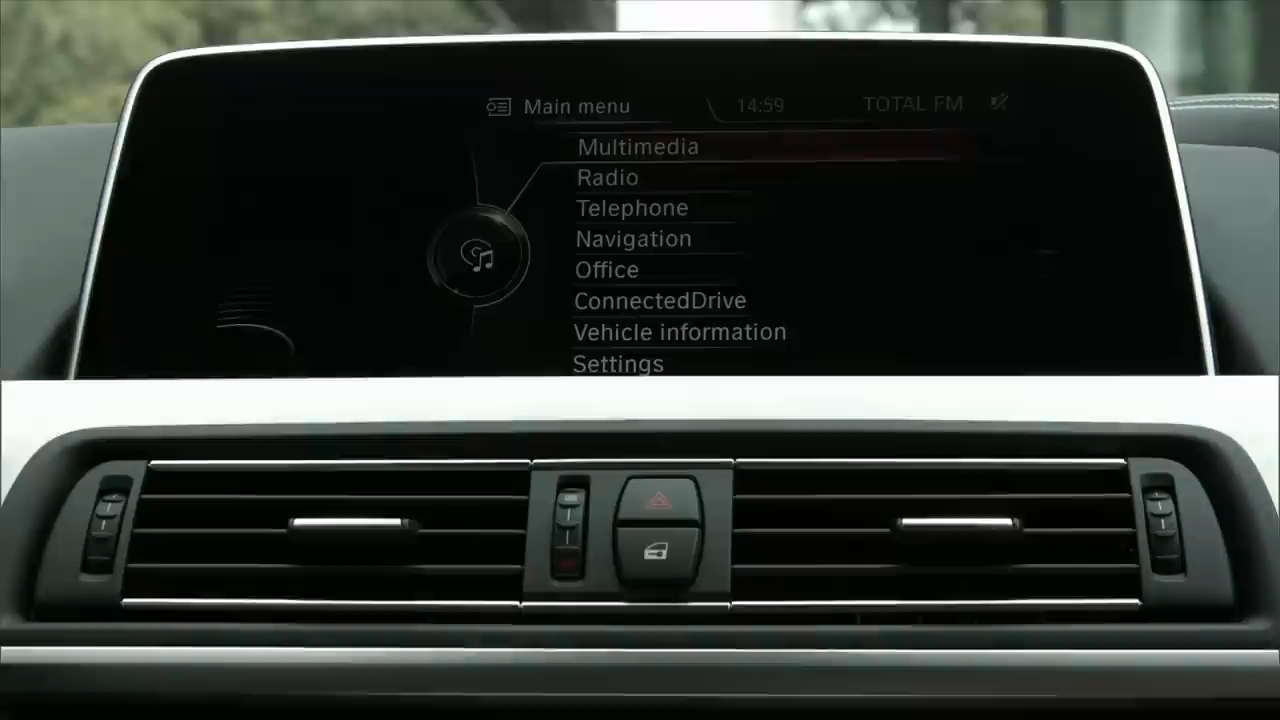 Main menu
14:59
TOTAL FM
Multimedia
Radio
Telephone
Navigation
Office
ConnectedDrive
Vehicle information
Settings